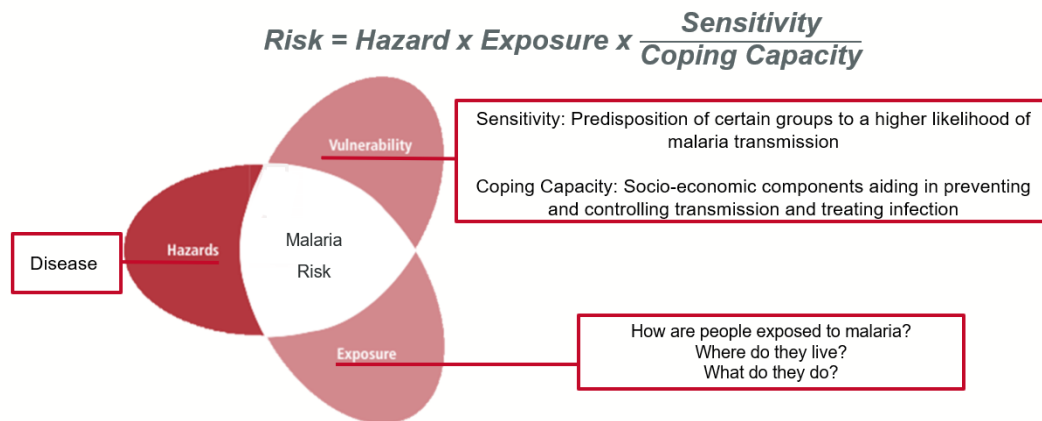 Risk = Hazard x Exposure x Sensitivity
Coping Capacity
Vulnerability
Sensitivity: Predisposition of certain groups to a higher likelihood of
malaria transmission
Coping Capacity: Socio-economic components aiding in preventing
and controlling transmission and treating infection
Disease
Hazards
Malaria
Risk
Exposure
How are people exposed to malaria?
Where do they live?
What do they do?